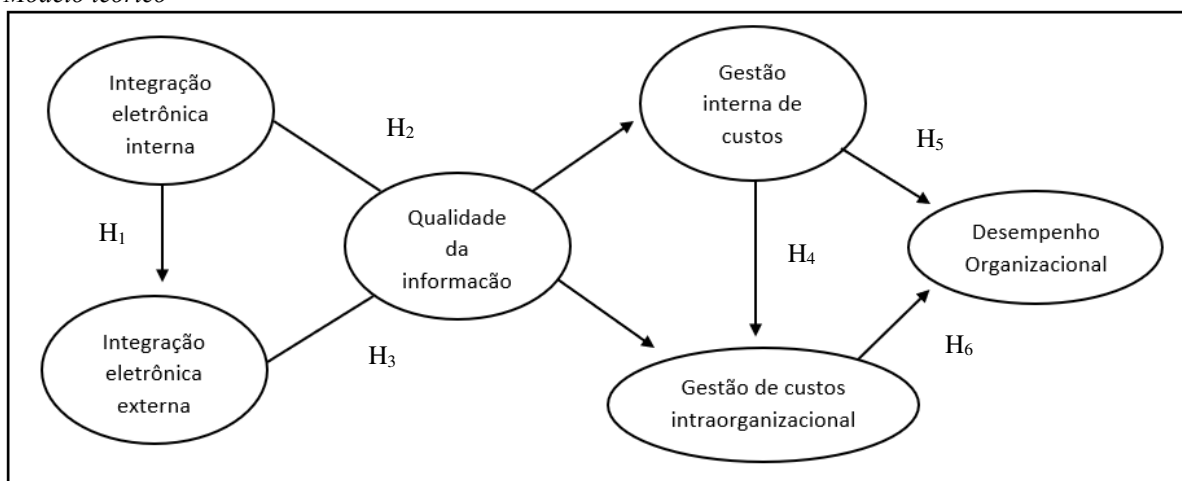 Modelo teórico
Integração
eletrônica
interna
H₂
Gestão
interna de
custos
H₅
H₁
Qualidade
da
informacão
H₄
Desempenho
Organizacional
Integração
eletrônica
externa
H₃
Gestão de custos
intraorganizacional
H₆